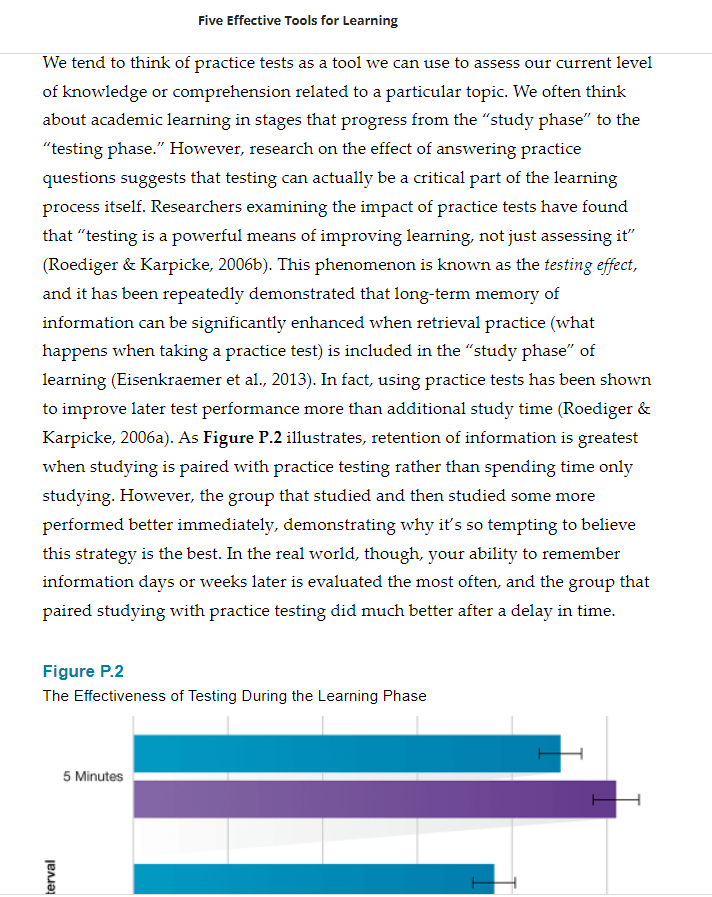 Five Effective Tools for Learning
We tend to think of practice tests as a tool we can use to assess our current level
of knowledge or comprehension related to a particular topic. We often think
about academic learning in stages that progress from the “study phase” to the
“testing phase.” However, research on the effect of answering practice
questions suggests that testing can actually be a critical part of the learning
process itself. Researchers examining the impact of practice tests have found
that “testing is a powerful means of improving learning, not just assessing it”
(Roediger & Karpicke, 2006b). This phenomenon is known as the testing effect,
and it has been repeatedly demonstrated that long-term memory of
information can be significantly enhanced when retrieval practice (what
happens when taking a practice test) is included in the “study phase” of
learning (Eisenkraemer et al., 2013). In fact, using practice tests has been shown
to improve later test performance more than additional study time (Roediger &
Karpicke, 2006a). As Figure P.2 illustrates, retention of information is greatest
when studying is paired with practice testing rather than spending time only
studying. However, the group that studied and then studied some more
performed better immediately, demonstrating why it’s so tempting to believe
this strategy is the best. In the real world, though, your ability to remember
information days or weeks later is evaluated the most often, and the group that
paired studying with practice testing did much better after a delay in time.
Figure P.2
The Effectiveness of Testing During the Learning Phase
5 Minutes
terval